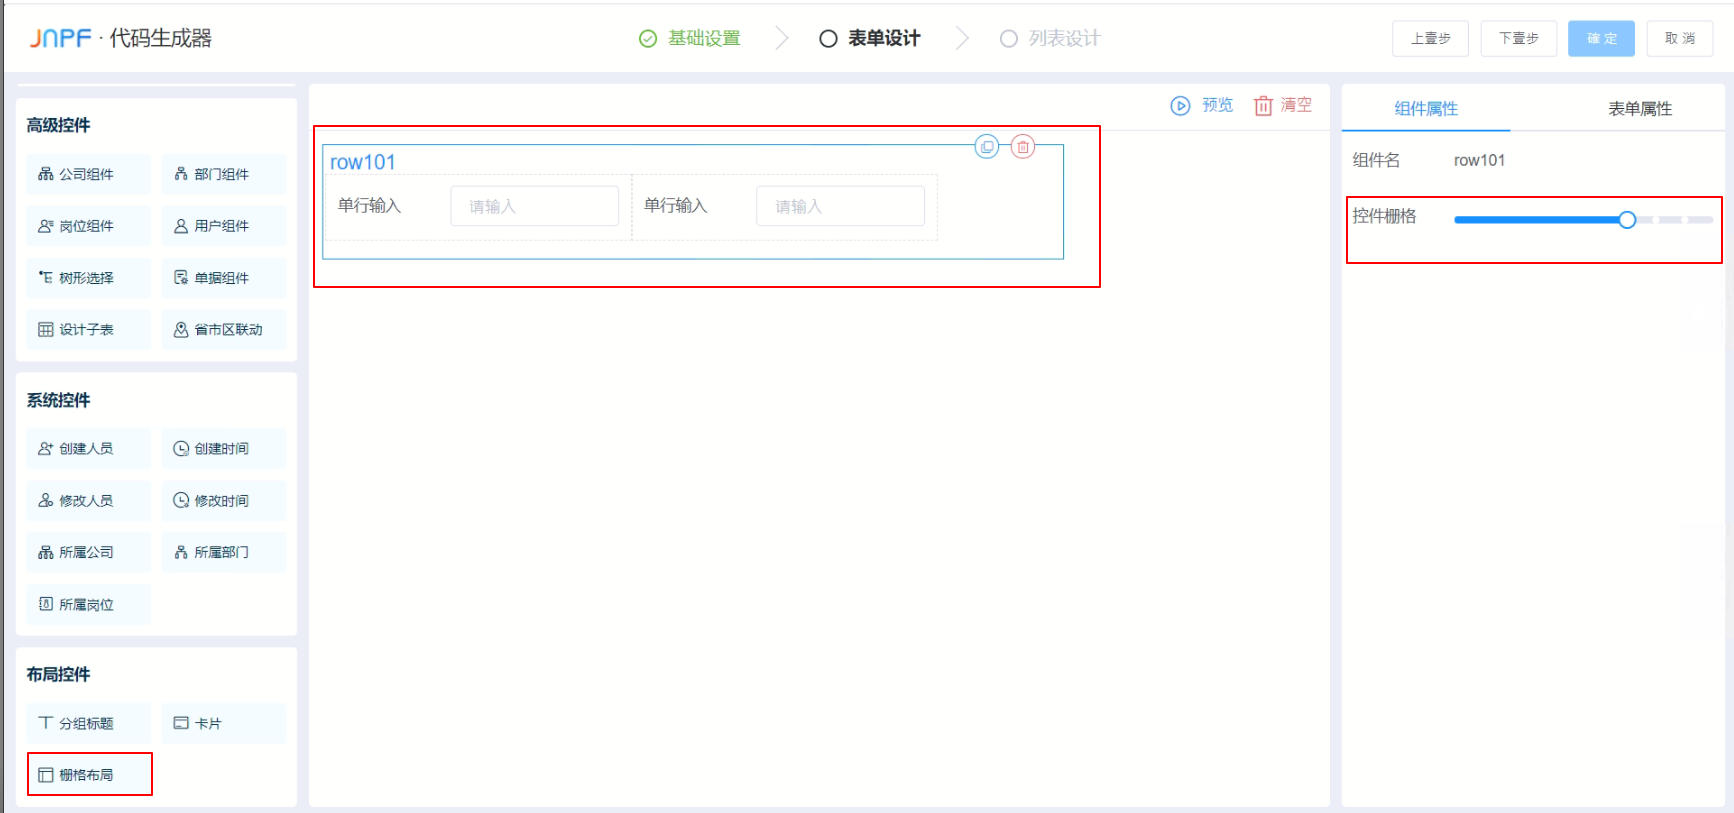 JNPF · 代码生成器
基础设置
表单设计
列表设计
上壹步
下壹步
確 定
取 消
高级控件
公司组件
部门组件
岗位组件
用户组件
树形选择
单据组件
设计子表
省市区联动
系统控件
创建人员
创建时间
修改人员
修改时间
所属公司
所属部门
所属岗位
布局控件
分组标题
卡片
栅格布局
预览
清空
row101
单行输入
请输入
单行输入
请输入
组件属性
表单属性
组件名
row101
控件栅格